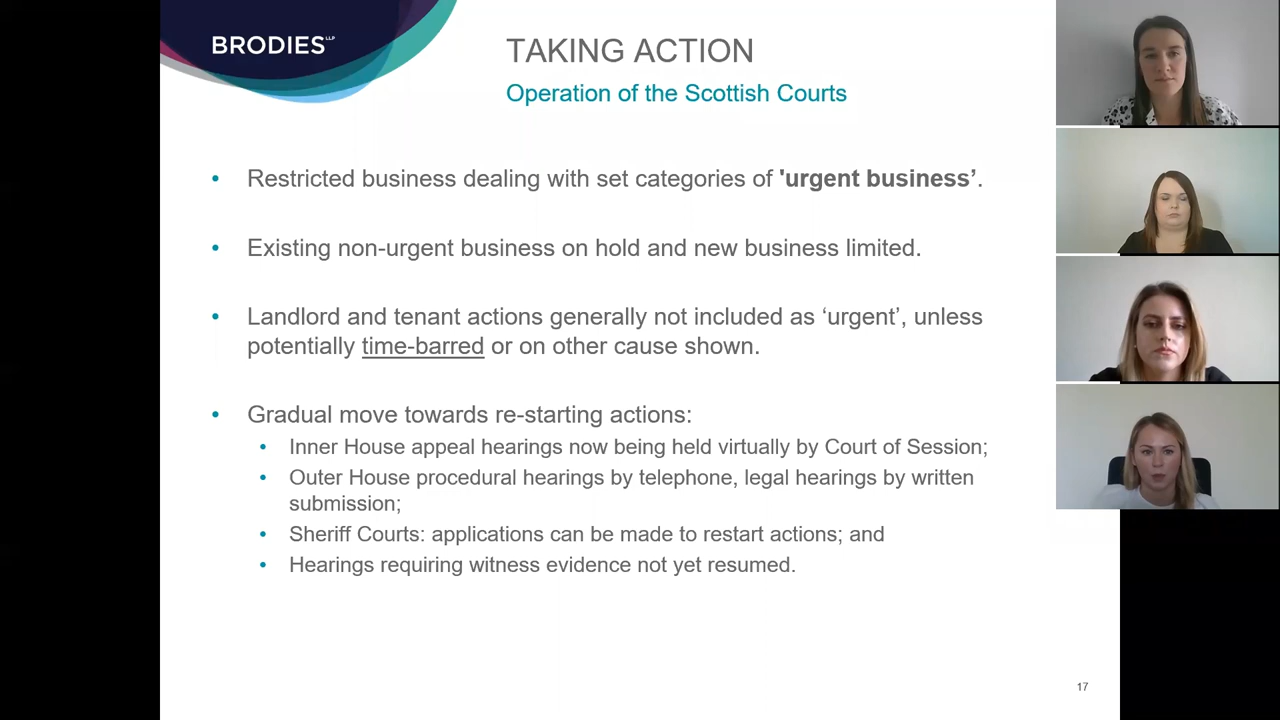 BRODIES LLP
TAKING ACTION
Operation of the Scottish Courts
• Restricted business dealing with set categories of 'urgent business’.
• Existing non-urgent business on hold and new business limited.
• Landlord and tenant actions generally not included as ‘urgent’, unless
potentially time-barred or on other cause shown.
• Gradual move towards re-starting actions:
• Inner House appeal hearings now being held virtually by Court of Session;
• Outer House procedural hearings by telephone, legal hearings by written
submission;
• Sheriff Courts: applications can be made to restart actions; and
• Hearings requiring witness evidence not yet resumed.
17